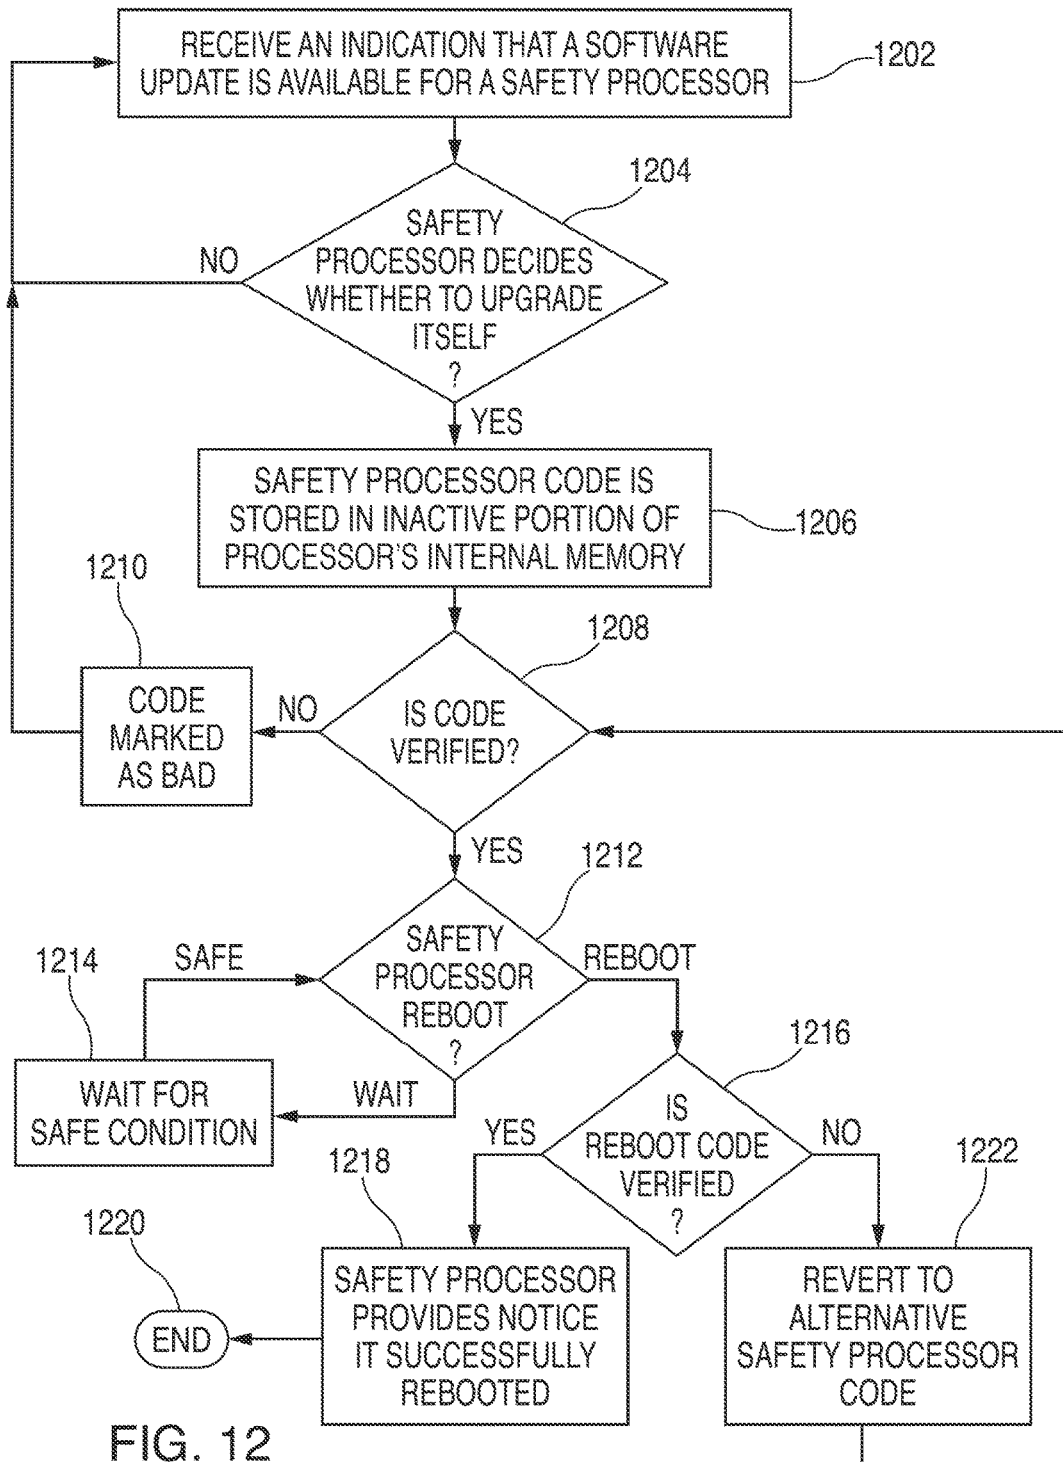 RECEIVE AN INDICATION THAT A SOFTWARE
UPDATE IS AVAILABLE FOR A SAFETY PROCESSOR
1202
1204
SAFETY
PROCESSOR DECIDES
WHETHER TO UPGRADE
ITSELF
?
NO
YES
SAFETY PROCESSOR CODE IS
STORED IN INACTIVE PORTION OF
PROCESSOR'S INTERNAL MEMORY
1206
1210
1208
CODE
MARKED
AS BAD
NO
IS CODE
VERIFIED?
YES
1212
1214
SAFE
SAFETY
PROCESSOR
REBOOT
?
REBOOT
1216
WAIT FOR
SAFE CONDITION
WAIT
YES
IS
REBOOT CODE
VERIFIED
?
NO
1218
1222
1220
END
SAFETY PROCESSOR
PROVIDES NOTICE
IT SUCCESSFULLY
REBOOTED
REVERT TO
ALTERNATIVE
SAFETY PROCESSOR
CODE
FIG. 12